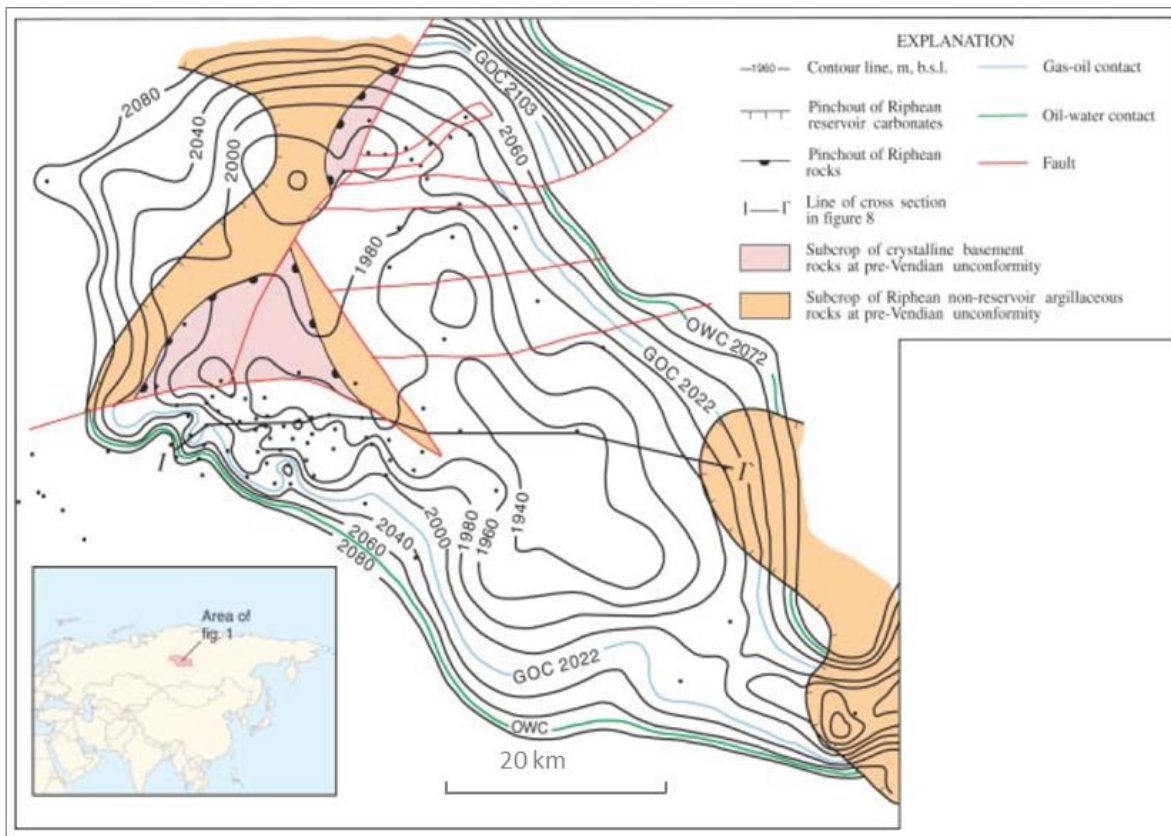 EXPLANATION
—1960— Contour line, m, b.s.l.
Pinchout of Riphean
reservoir carbonates
Pinchout of Riphean
rocks
I—I' Line of cross section
in figure 8
Subcrop of crystalline basement
rocks at pre-Vendian unconformity
Subcrop of Riphean non-reservoir argillaceous
rocks at pre-Vendian unconformity
Gas-oil contact
Oil-water contact
Fault
2080
2040
2000
GOC 2103
2060
1980
OWC 2072
GOC 2022
I
I'
1940
1960
1980
2000
2040
2060
2080
GOC 2022
OWC
20 km
Area of
fig. 1